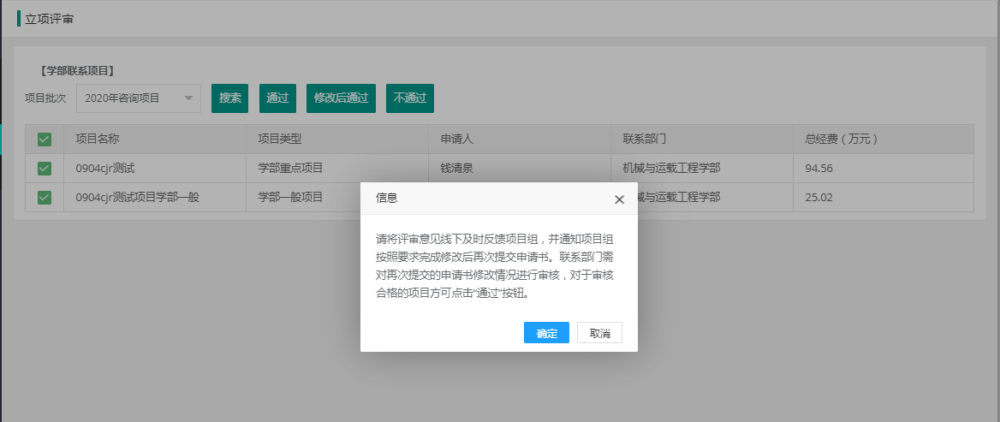 立项评审
【学部联系项目】
项目批次 2020年咨询项目 搜索 通过 修改后通过 不通过
项目名称 项目类型 申请人 联系部门 总经费（万元）
0904cjr测试 学部重点项目 钱清泉 机械与运载工程学部 94.56
0904cjr测试项目学部一般 学部一般项目 械与运载工程学部 25.02
信息
请将评审意见线下及时反馈项目组，并通知项目组
按照要求完成修改后再次提交申请书。联系部门需
对再次提交的申请书修改情况进行审核，对于审核
合格的项目方可点击“通过”按钮。
确定 取消